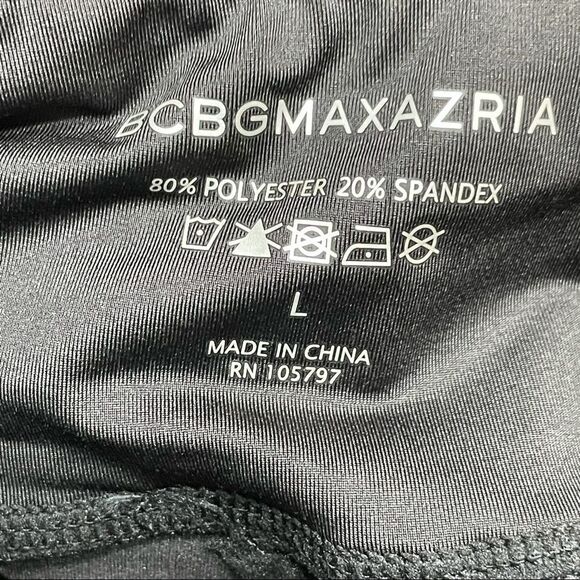 BCBGMAXAZRIA
80% POLYESTER 20% SPANDEX
L
MADE IN CHINA
RN 105797